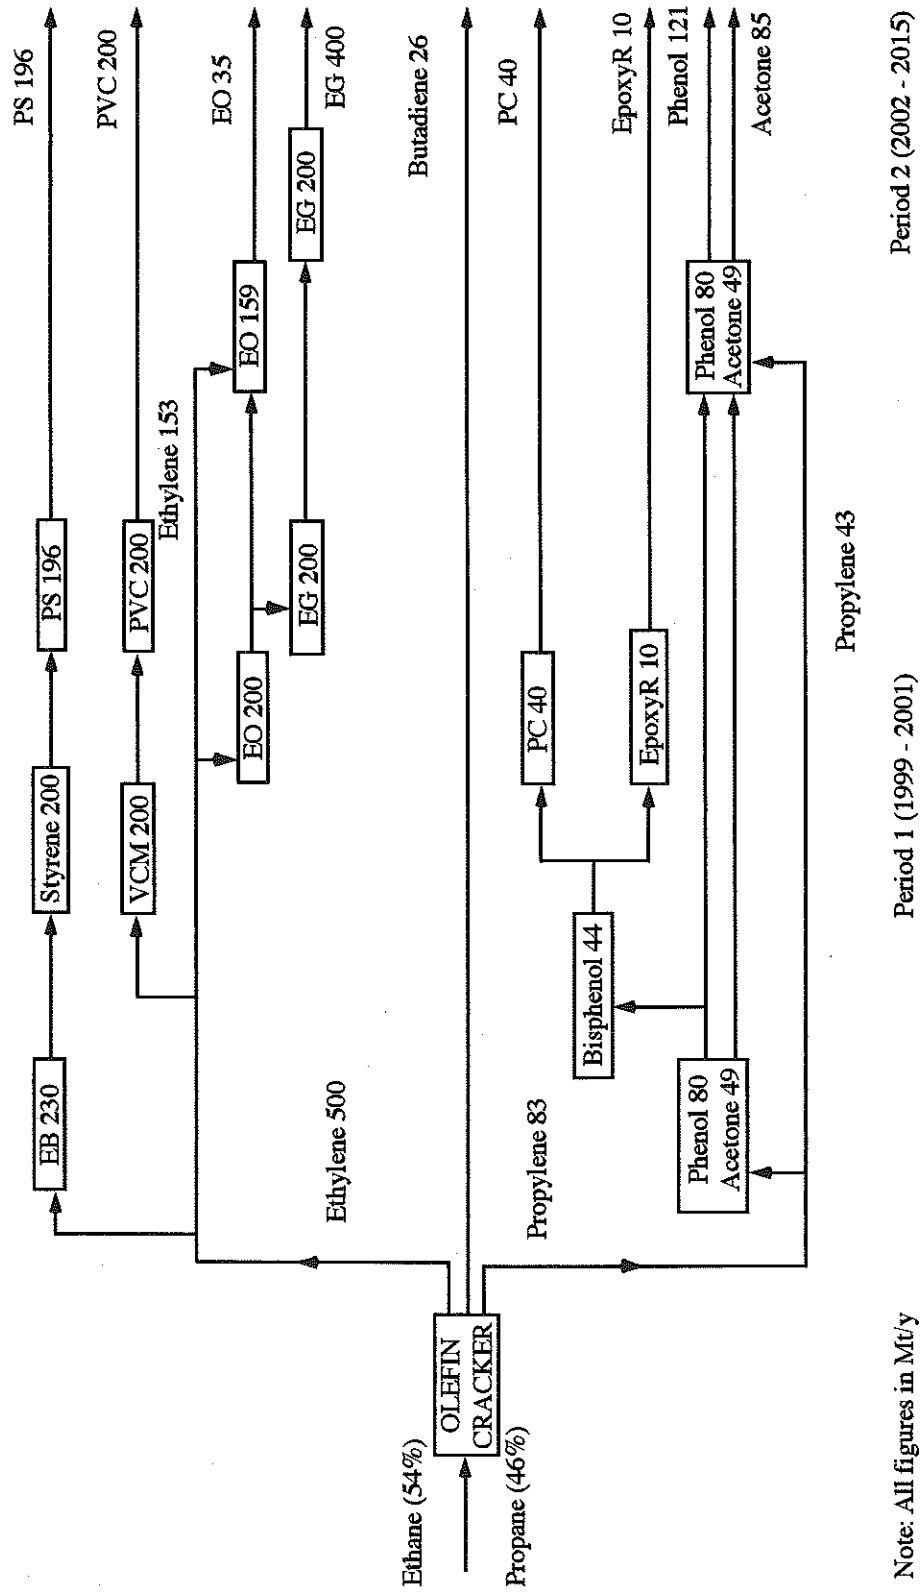 PS 196
PVC 200
EO 35
EG 400
Butadiene 26
PC 40
EpoxyR 10
Phenol 121
Acetone 85
EG 200
EO 159
Phenol 80
Acetone 49
Ethylene 153
PS 196
PVC 200
EG 200
EO 200
PC 40
EpoxyR 10
Propylene 43
Styrene 200
VCM 200
Bisphenol 44
EB 230
Ethylene 500
Propylene 83
Phenol 80
Acetone 49
OLEFIN
CRACKER
Ethane (54%)
Propane (46%)
Note: All figures in Mt/y
Period 1 (1999 - 2001)
Period 2 (2002 - 2015)